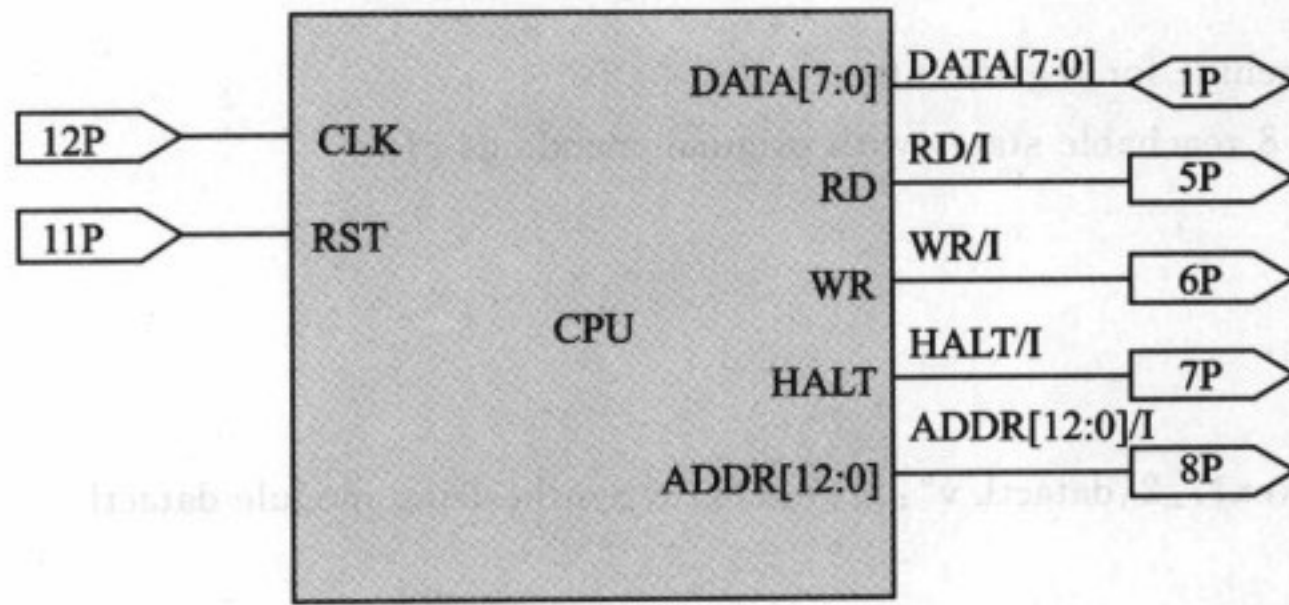 DATA[7:0]
DATA[7:0]
1P
12P
CLK
RD/I
RD
5P
11P
RST
WR/I
WR
6P
CPU
HALT/I
HALT
7P
ADDR[12:0]/I
ADDR[12:0]
8P